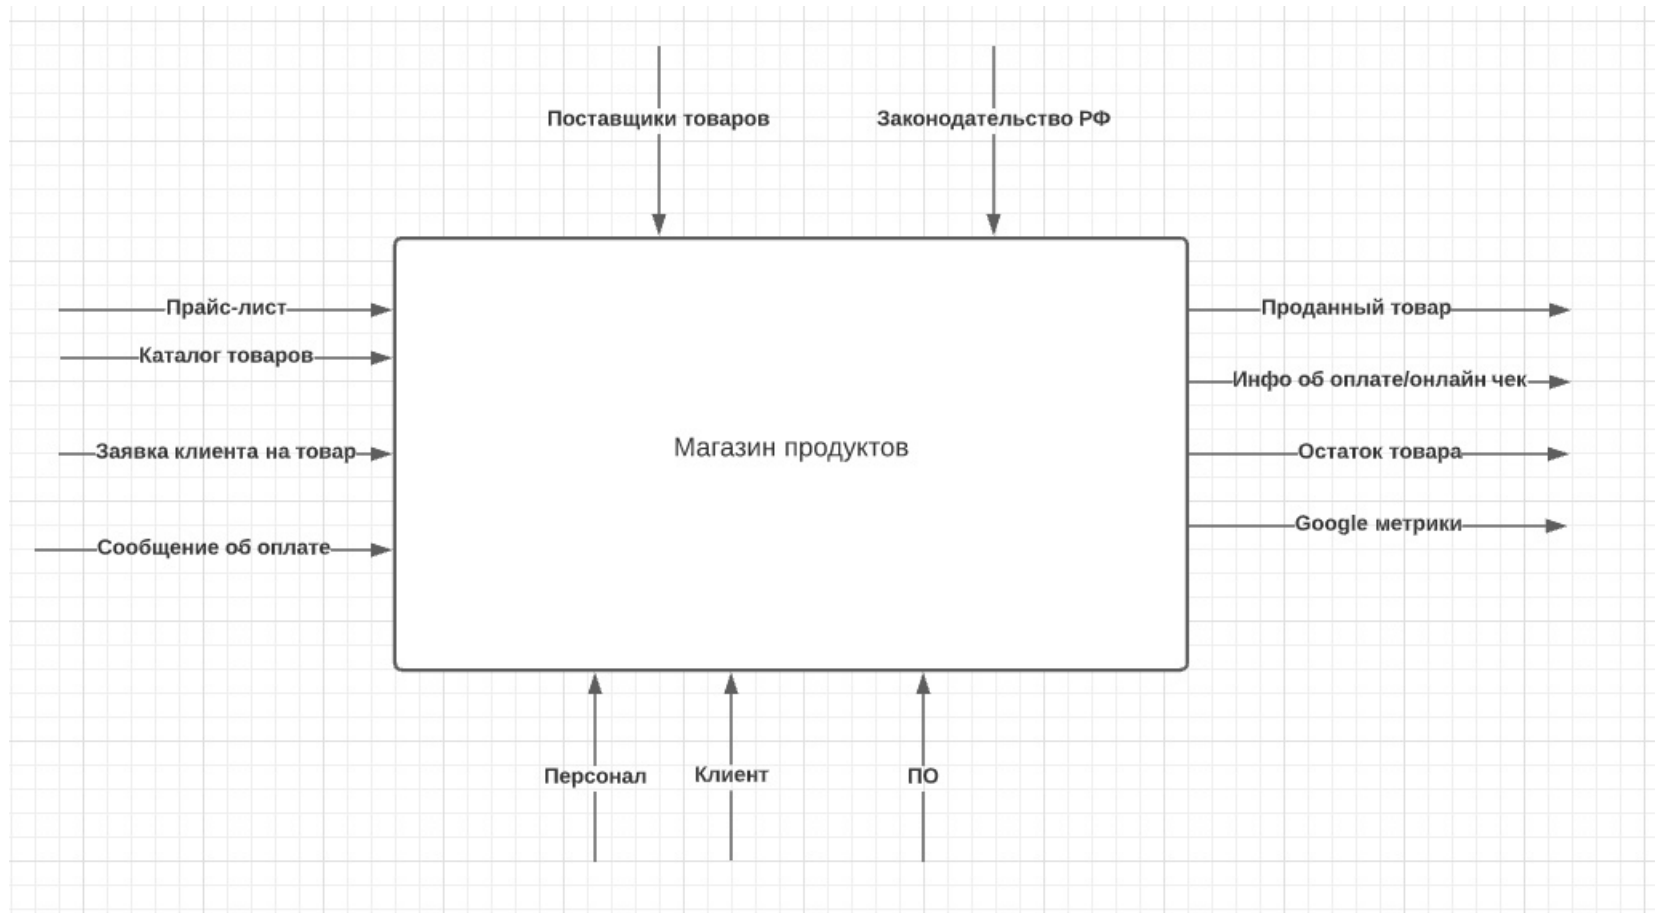 Поставщики товаров
Законодательство РФ
Прайс-лист
Проданный товар
Каталог товаров
Инфо об оплате/онлайн чек
Магазин продуктов
Заявка клиента на товар
Остаток товара
Google метрики
Сообщение об оплате
Персонал
Клиент
ПО